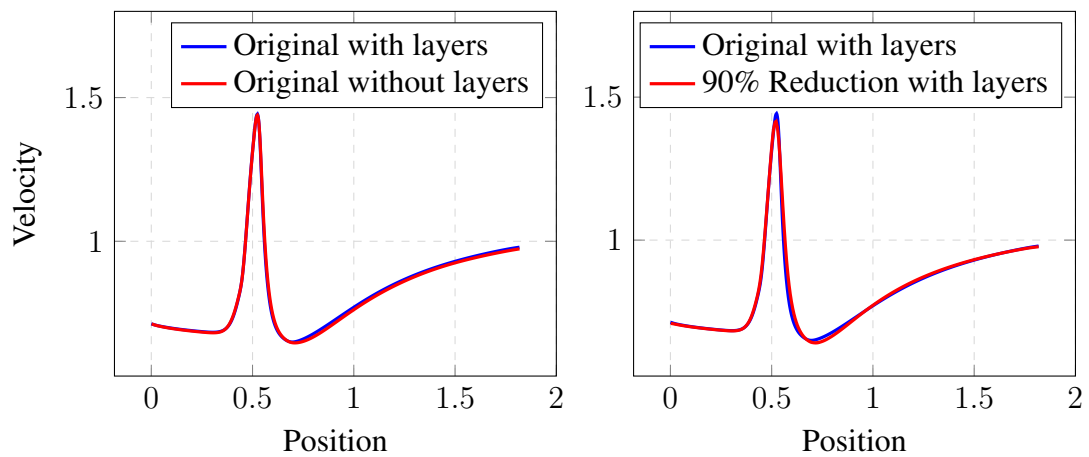 Original with layers
Original without layers
1.5
1
Velocity
0
0.5
1
1.5
2
Position
Original with layers
90% Reduction with layers
1.5
1
0
0.5
1
1.5
2
Position